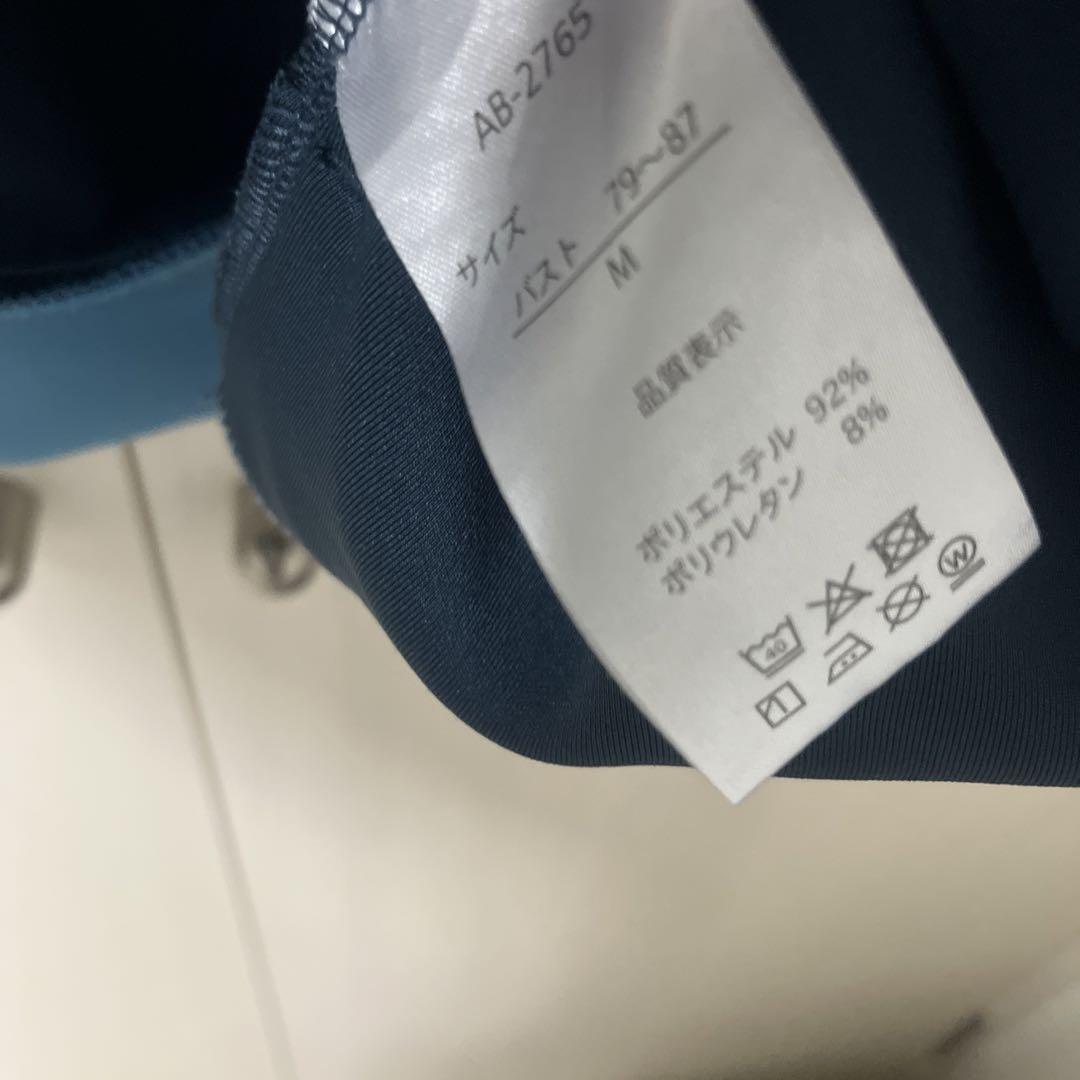 AB-2765
サイズ
バスト 79～87
M
品質表示
ポリエステル 92%
ポリウレタン 8%
40
W